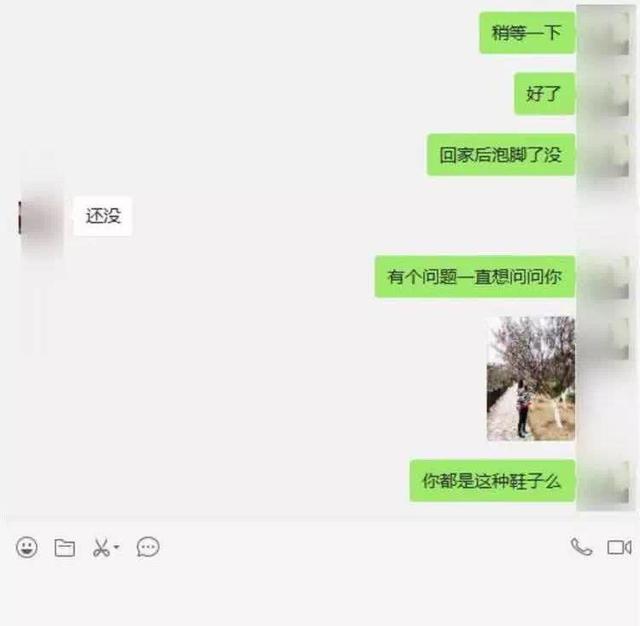 稍等一下
好了
回家后泡脚了没
还没
有个问题一直想问问你
你都是这种鞋子么